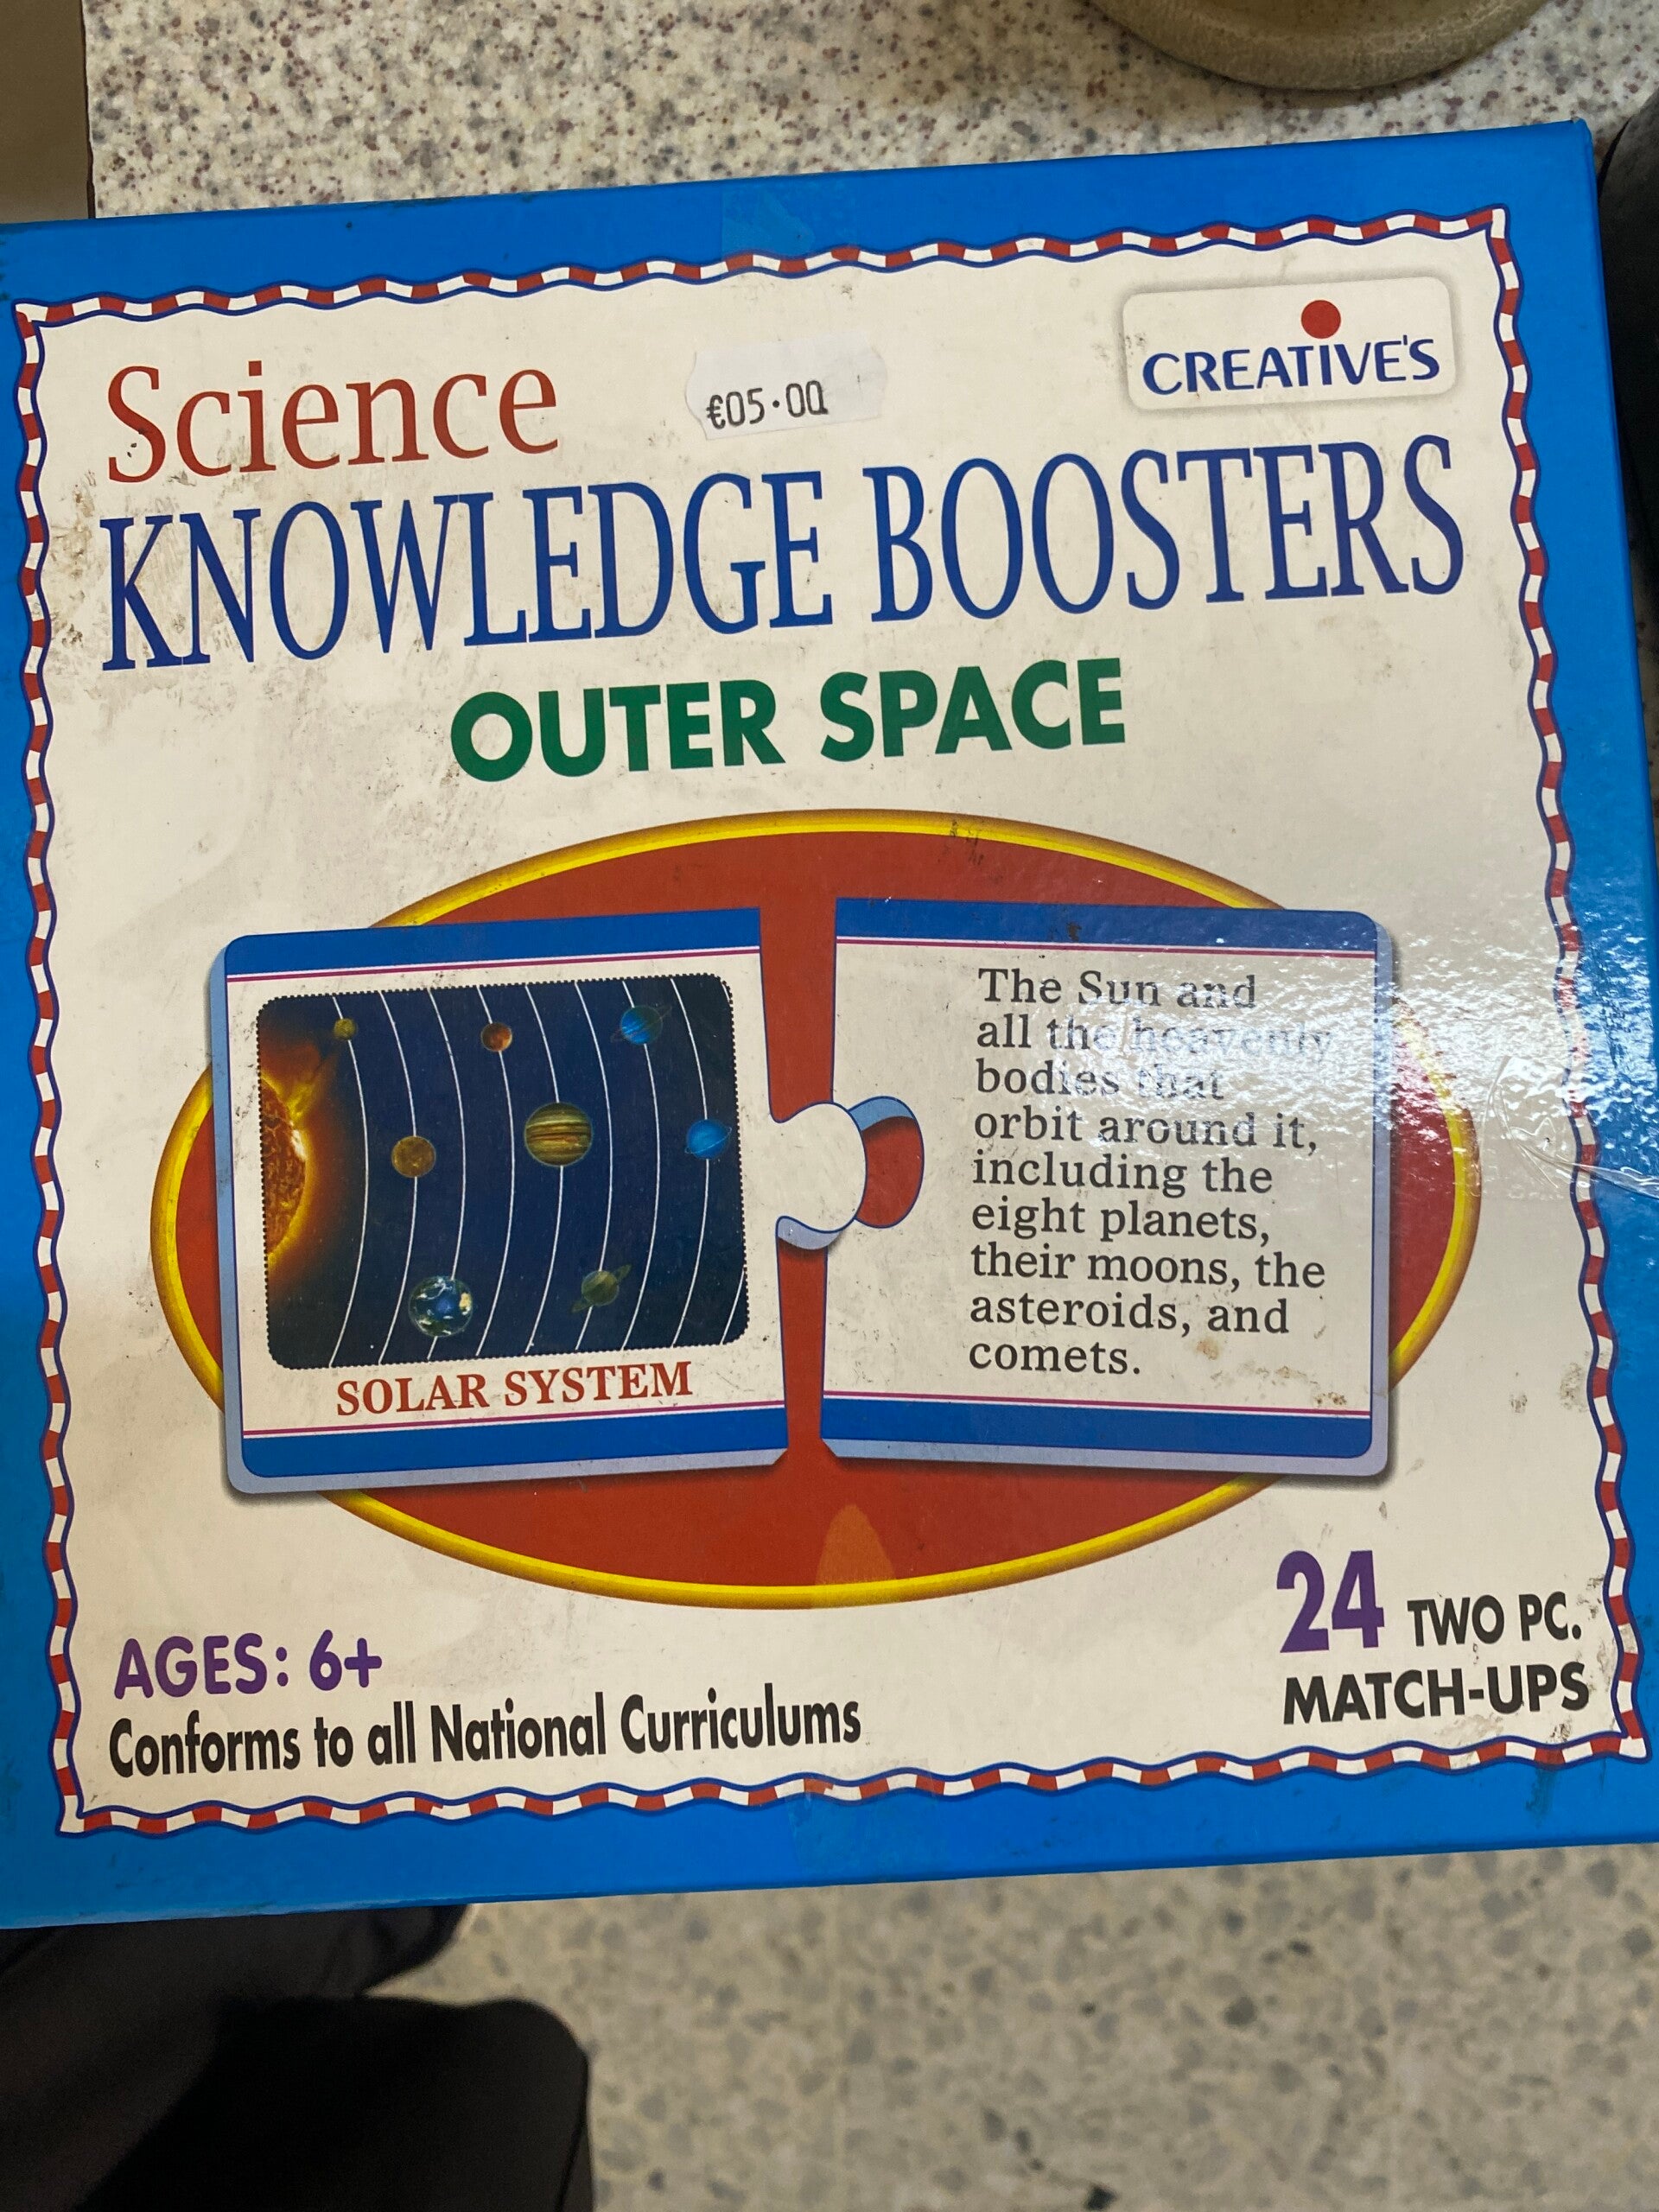 CREATIVE'S
Science
€05.00
KNOWLEDGE BOOSTERS
OUTER SPACE
SOLAR SYSTEM
The Sun and
all the heavenly
bodies that
orbit around it,
including the
eight planets,
their moons, the
asteroids, and
comets.
AGES: 6+
Conforms to all National Curriculums
24 TWO PC.
MATCH-UPS